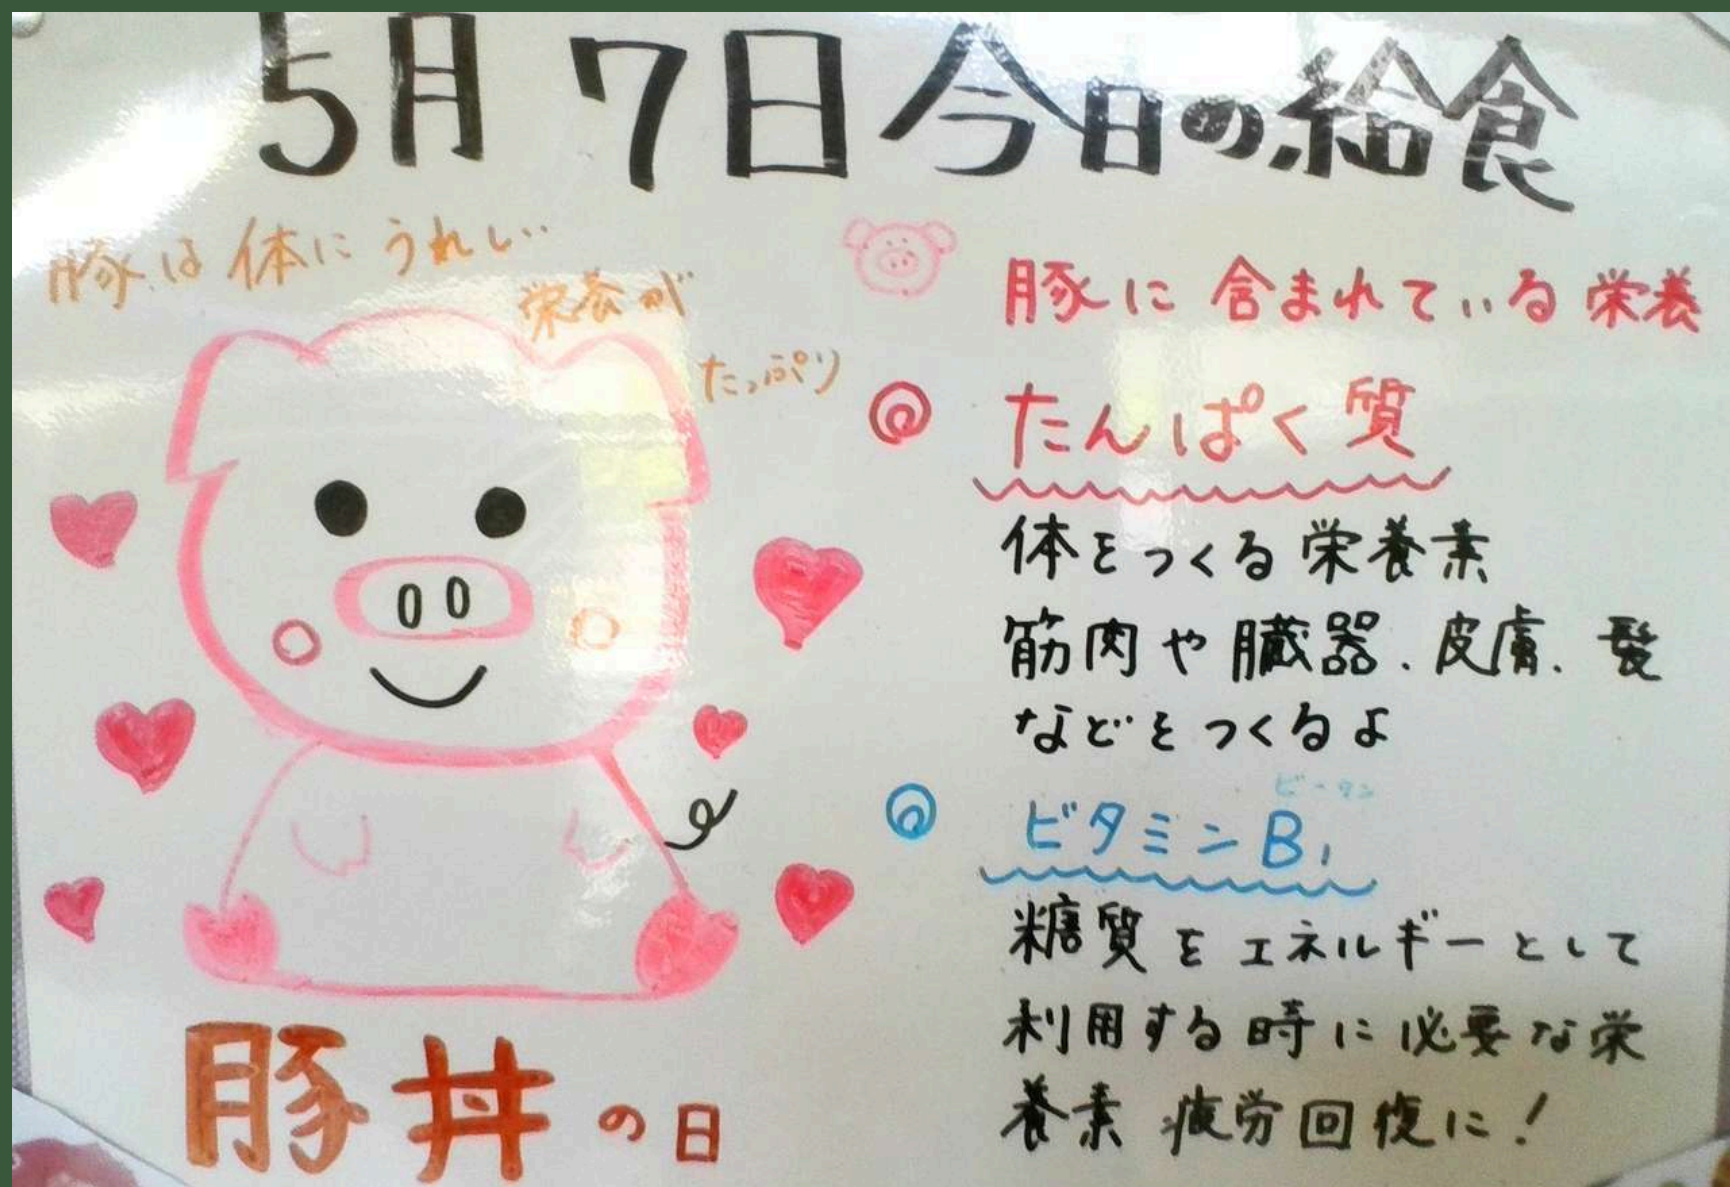 5月7日今日の給食
豚は体にうれしい
栄養が
たっぷり
豚に含まれている栄養
たんぱく質
体をつくる栄養素
筋肉や臓器、皮膚、髪
などをつくるよ
ビータン
ビタミンB1
糖質をエネルギーとして
利用する時に必要な栄
養素 疲労回復に!
豚丼の日